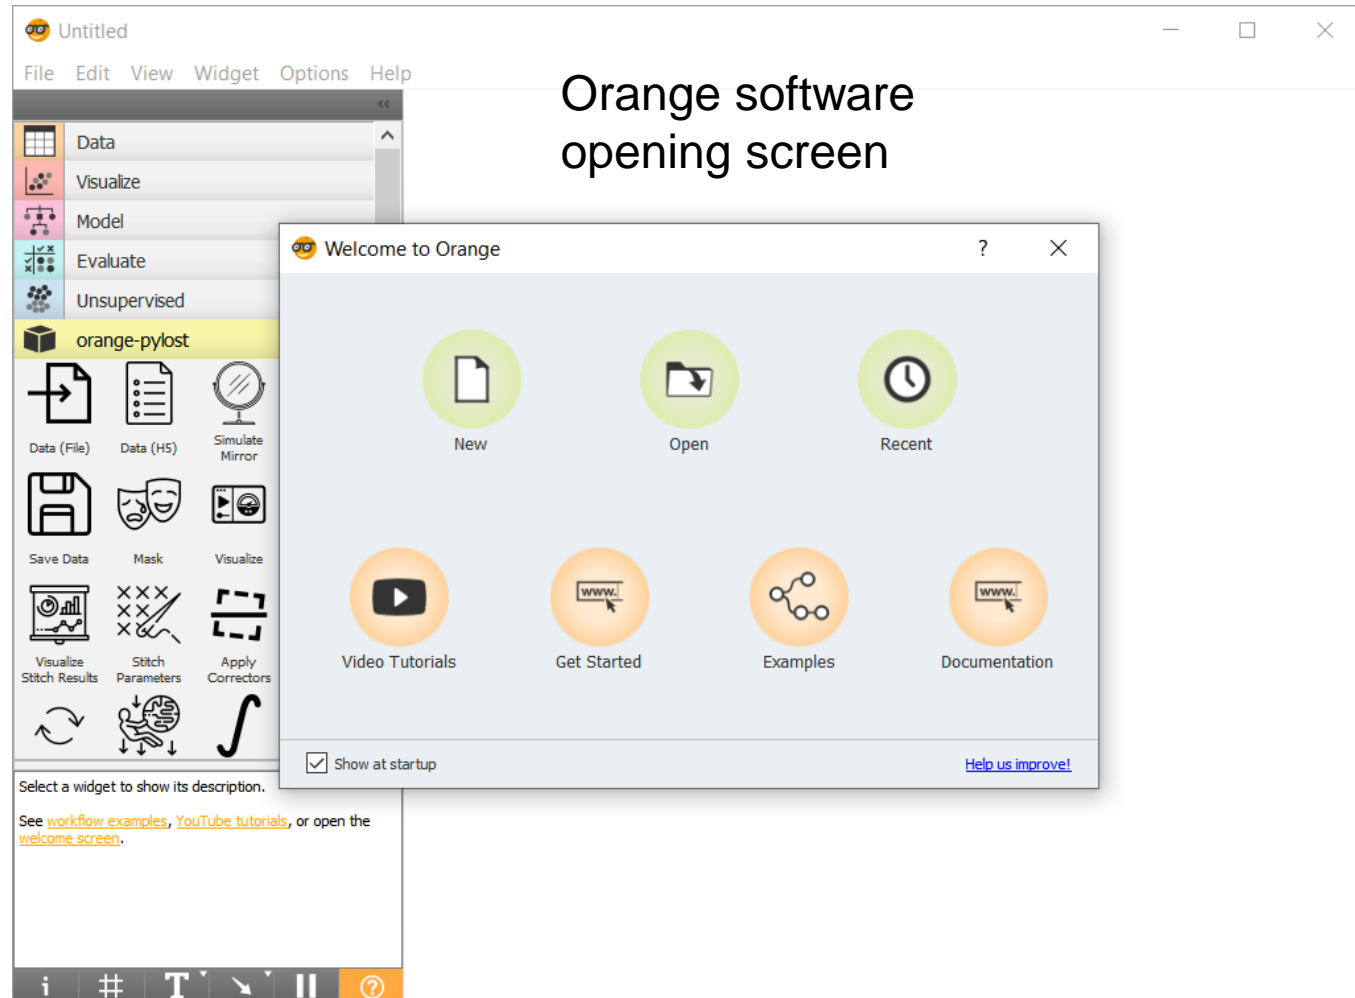 Untitled
File Edit View Widget Options Help
Orange software
opening screen
«
Data
Visualize
Model
Evaluate
Unsupervised
orange-pylost
Data (File)
Data (H5)
Simulate
Mirror
Save Data
Mask
Visualize
Visualize
Stitch Results
Stitch
Parameters
Apply
Correctors
Welcome to Orange
?
New
Open
Recent
www.
www.
Video Tutorials
Get Started
Examples
Documentation
Show at startup
Help us improve!
Select a widget to show its description.
See workflow examples, YouTube tutorials, or open the
welcome screen.
i # T ?